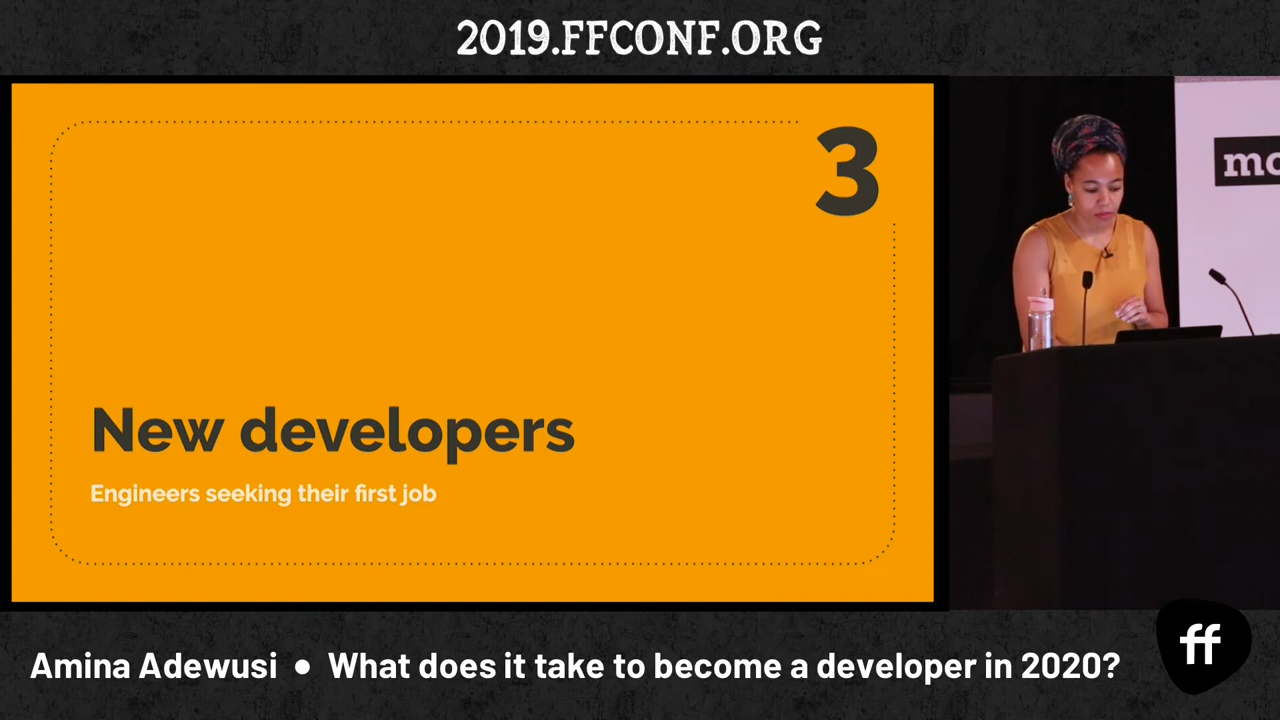 2019.FFCONF.ORG
3
New developers
Engineers seeking their first job
Amina Adewusi ● What does it take to become a developer in 2020?
ff